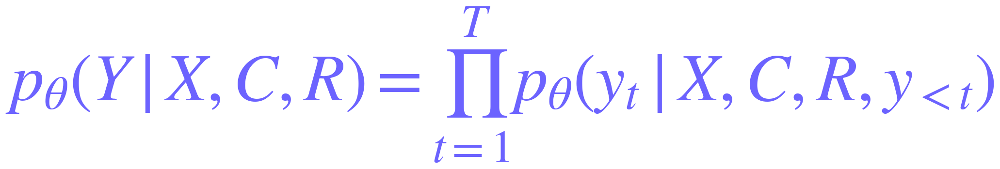 p_θ(Y | X, C, R) = ∏_{t=1}^{T} p_θ(y_t | X, C, R, y_{<t})